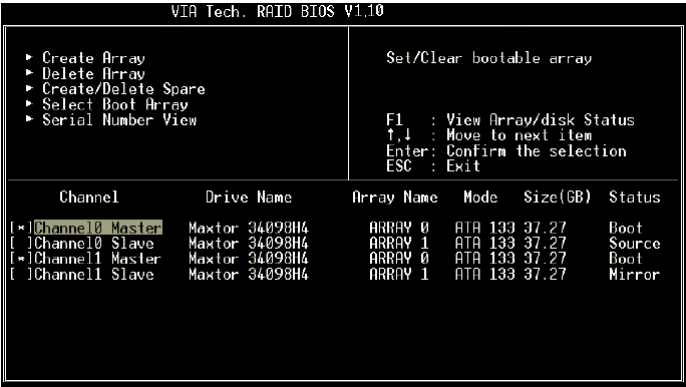 VIA Tech. RAID BIOS V1.10
► Create Array
► Delete Array
► Create/Delete Spare
► Select Boot Array
► Serial Number View
Set/Clear bootable array
F1 : View Array/disk Status
↑,↓ : Move to next item
Enter: Confirm the selection
ESC : Exit
Channel Drive Name Array Name Mode Size(GB) Status
[*]Channel0 Master Maxtor 34098H4 ARRAY 0 ATA 133 37.27 Boot
[ ]Channel0 Slave Maxtor 34098H4 ARRAY 1 ATA 133 37.27 Source
[*]Channel1 Master Maxtor 34098H4 ARRAY 0 ATA 133 37.27 Boot
[ ]Channel1 Slave Maxtor 34098H4 ARRAY 1 ATA 133 37.27 Mirror